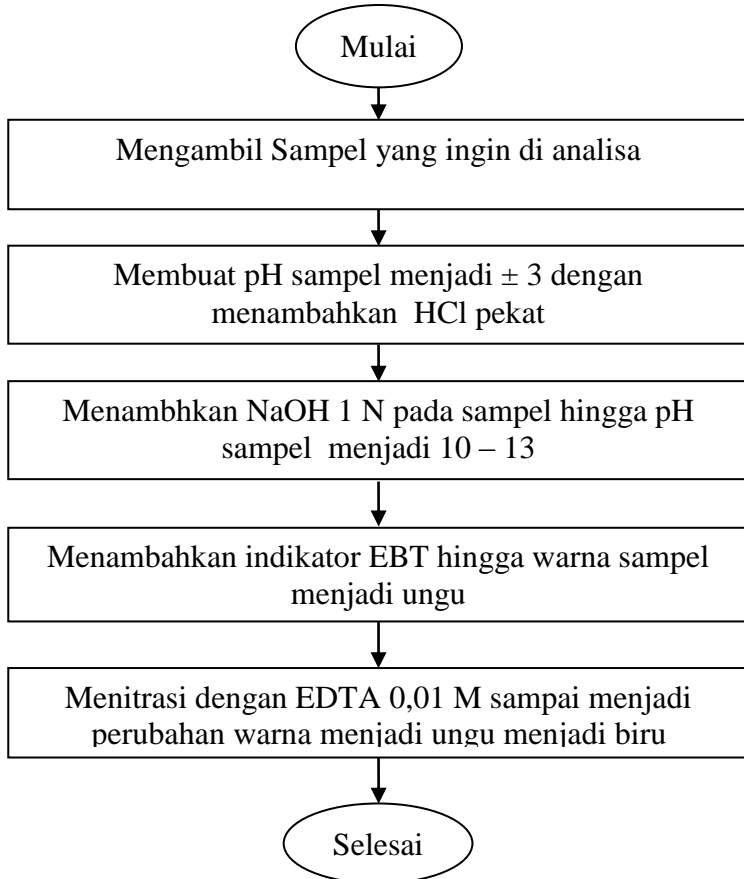 Mulai
Mengambil Sampel yang ingin di analisa
Membuat pH sampel menjadi ± 3 dengan
menambahkan HCl pekat
Menambhkan NaOH 1 N pada sampel hingga pH
sampel menjadi 10 – 13
Menambahkan indikator EBT hingga warna sampel
menjadi ungu
Menitrasi dengan EDTA 0,01 M sampai menjadi
perubahan warna menjadi ungu menjadi biru
Selesai